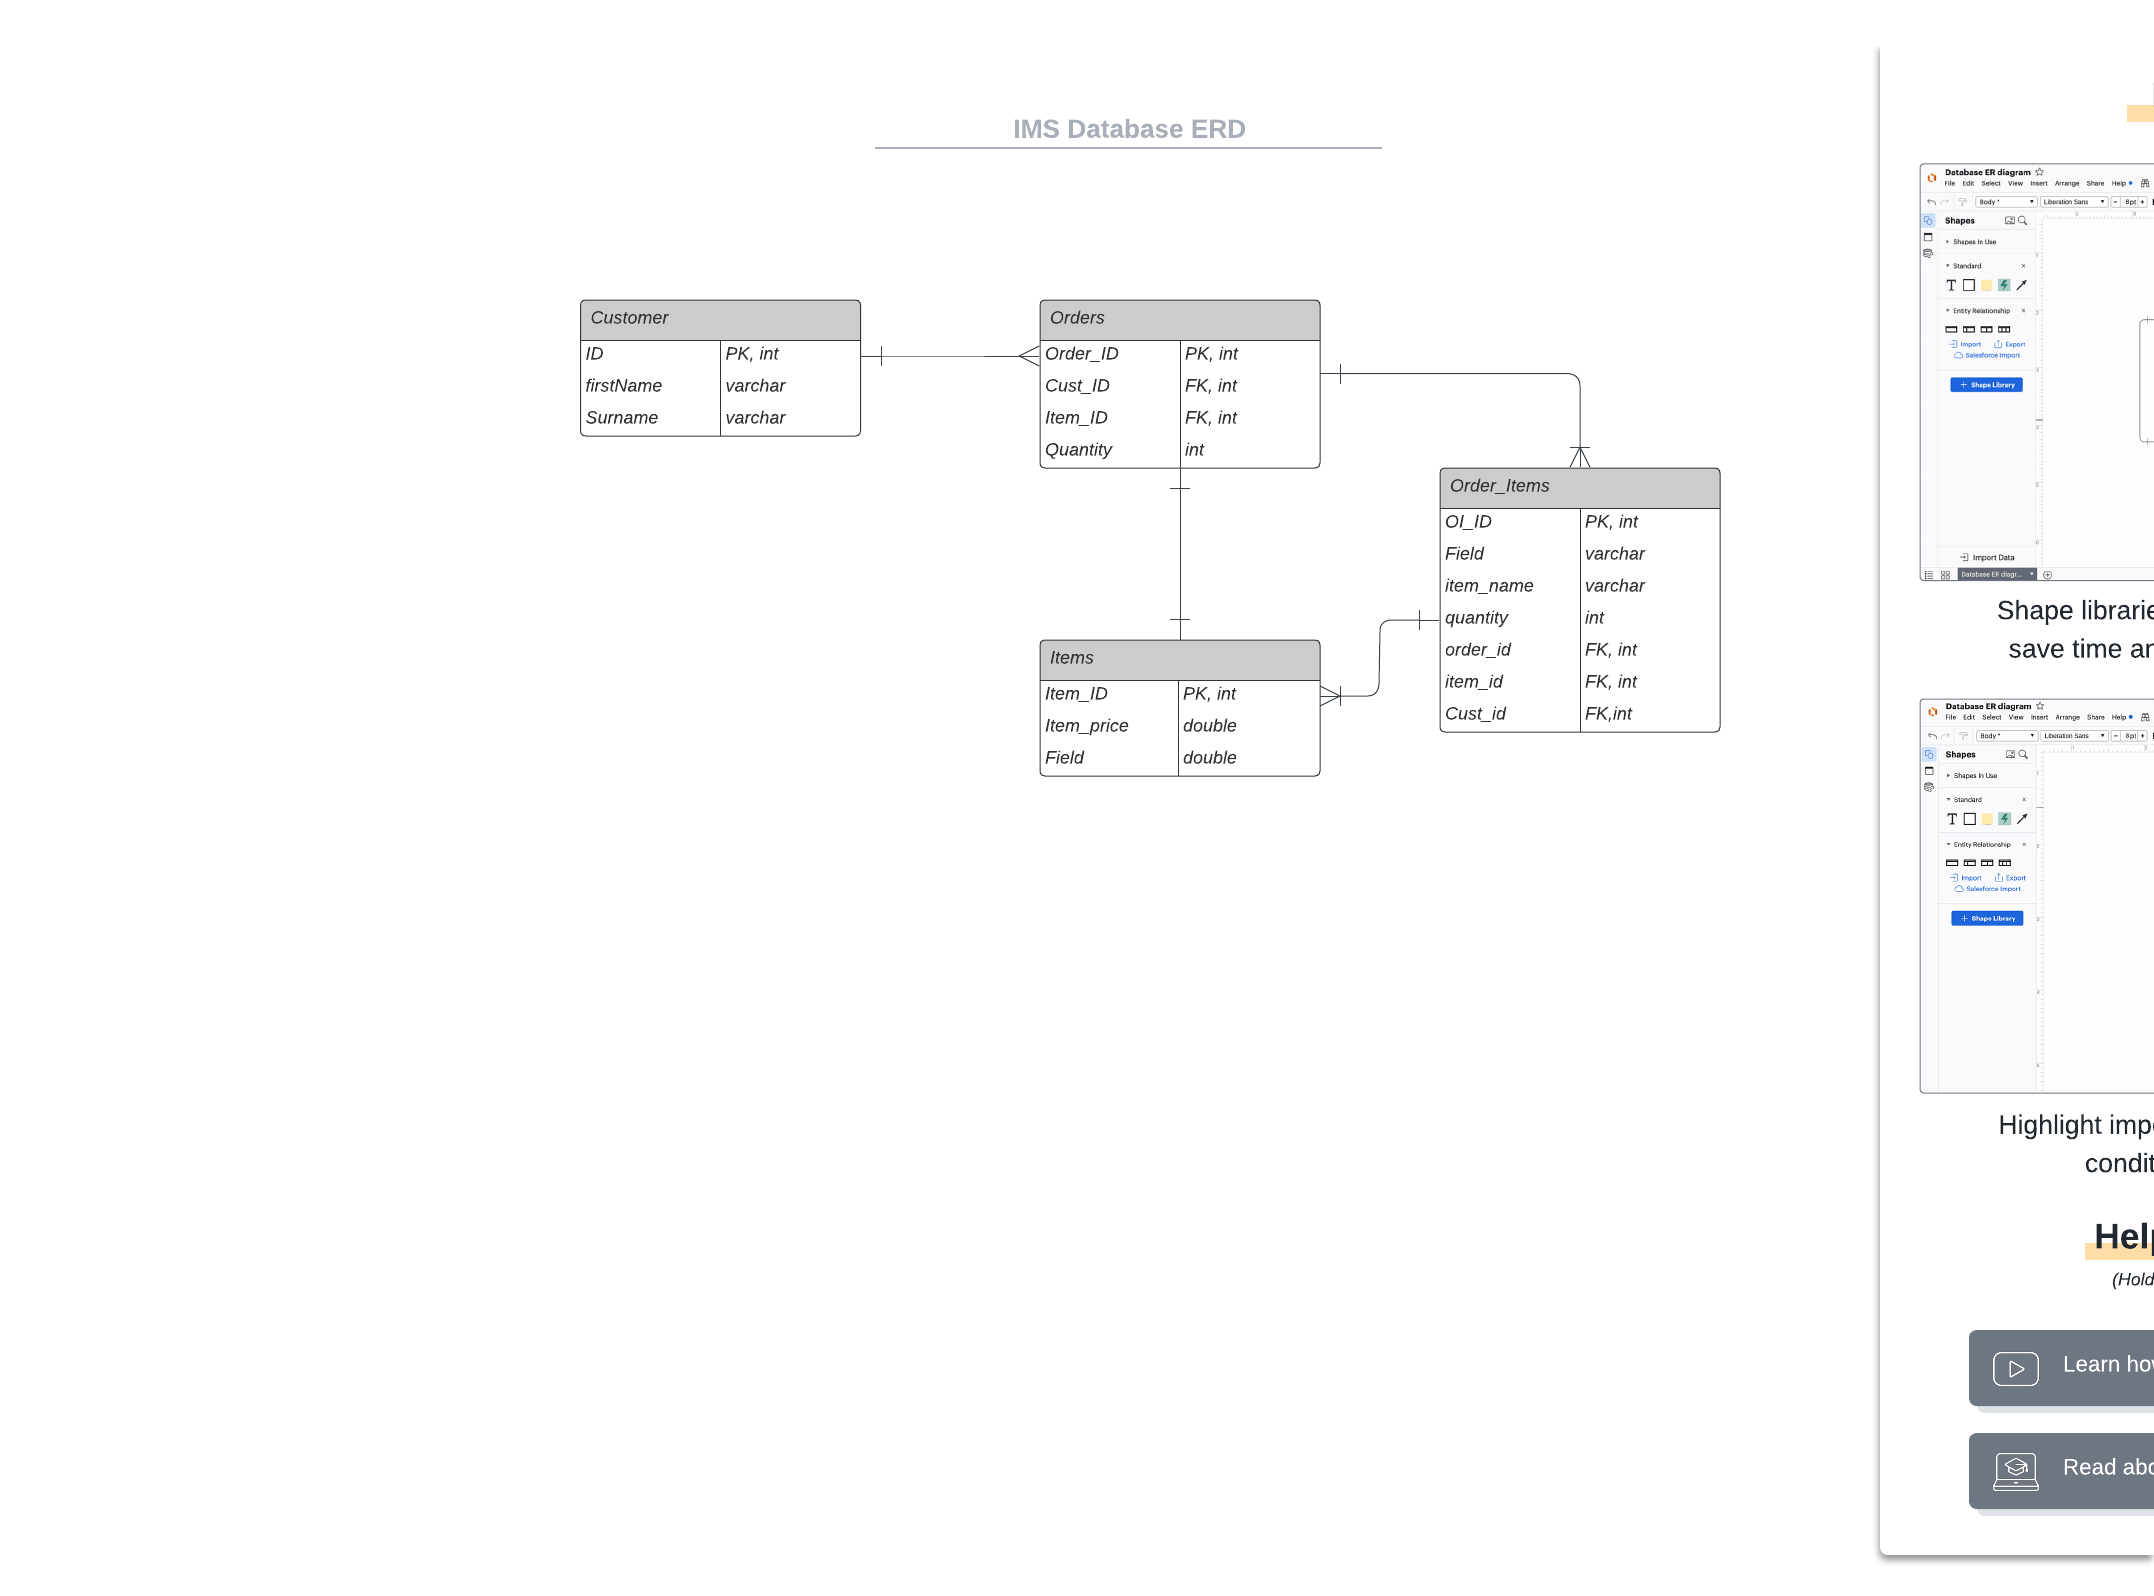 IMS Database ERD
Customer
ID PK, int
firstName varchar
Surname varchar
Orders
Order_ID PK, int
Cust_ID FK, int
Item_ID FK, int
Quantity int
Order_Items
OI_ID PK, int
Field varchar
item_name varchar
quantity int
order_id FK, int
item_id FK, int
Cust_id FK,int
Items
Item_ID PK, int
Item_price double
Field double
Database ER diagram
File Edit Select View Insert Arrange Share Help
Body Liberation Sans 8pt
Shapes
Shapes In Use
Standard
Entity Relationship
Import Export
Salesforce Import
+ Shape Library
Import Data
Database ER diagr...
Shape librarie
save time an
Database ER diagram
File Edit Select View Insert Arrange Share Help
Body Liberation Sans 8pt
Shapes
Shapes In Use
Standard
Entity Relationship
Import Export
Salesforce Import
+ Shape Library
Highlight imp
condit
Help
(Hold
Learn how
Read abo